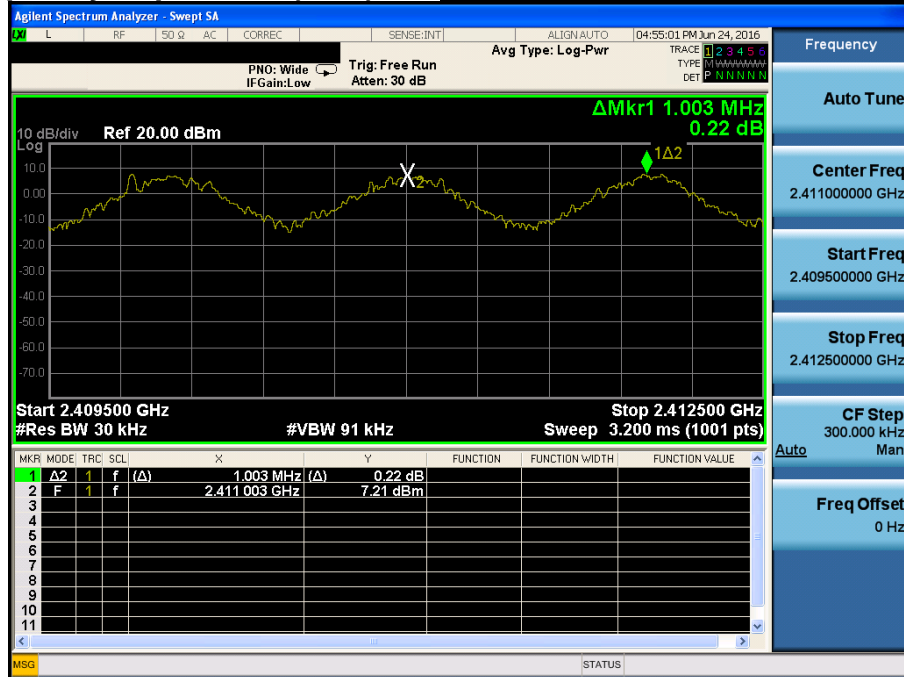 Agilent Spectrum Analyzer - Swept SA
LXI L RF 50 Ω AC CORREC SENSE:INT ALIGN AUTO 04:55:01 PM Jun 24, 2016
Avg Type: Log-Pwr TRACE 1 2 3 4 5 6
PNO: Wide Trig: Free Run TYPE M WWWWW
IFGain:Low Atten: 30 dB DET P N N N N N
Frequency
ΔMkr1 1.003 MHz
0.22 dB
10 dB/div Ref 20.00 dBm
Log
1Δ2
10.0
X2
0.00
-10.0
-20.0
-30.0
-40.0
-50.0
-60.0
-70.0
Start 2.409500 GHz Stop 2.412500 GHz
#Res BW 30 kHz #VBW 91 kHz Sweep 3.200 ms (1001 pts)
MKR MODE TRC SCL X Y FUNCTION FUNCTION WIDTH FUNCTION VALUE
1 Δ2 1 f (Δ) 1.003 MHz (Δ) 0.22 dB
2 F 1 f 2.411 003 GHz 7.21 dBm
3
4
5
6
7
8
9
10
11
Auto Tune
Center Freq
2.411000000 GHz
Start Freq
2.409500000 GHz
Stop Freq
2.412500000 GHz
CF Step
300.000 kHz
Auto Man
Freq Offset
0 Hz
MSG STATUS